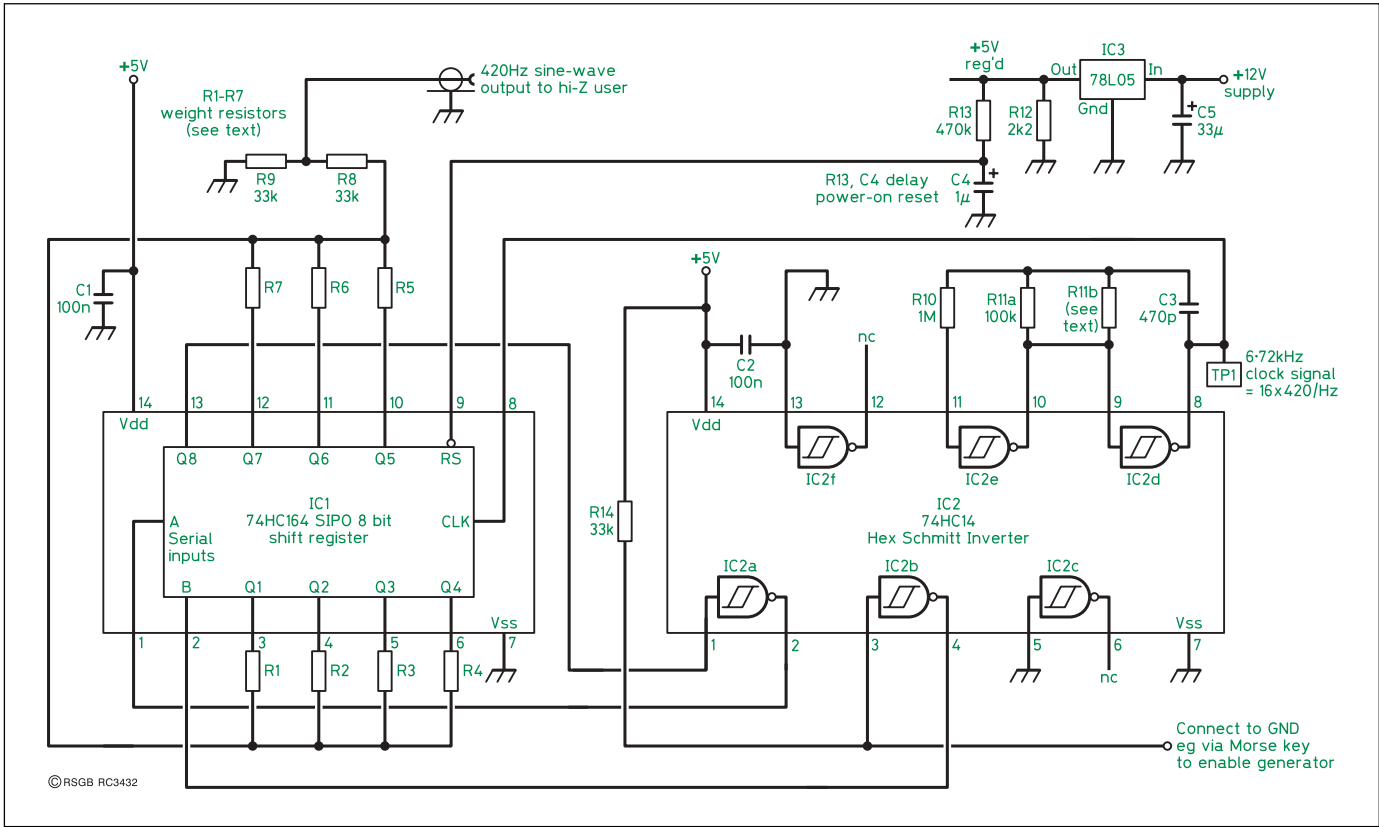 +5V
R1-R7
weight resistors
(see text)
420Hz sine-wave
output to hi-Z user
+5V
reg'd
IC3
Out
78L05
In
Gnd
+12V
supply
R13
470k
R12
2k2
C5
33µ
+
R9
33k
R8
33k
R13, C4 delay
power-on reset
C4
1µ
+
C1
100n
R7
R6
R5
+5V
C2
100n
nc
R10
1M
R11a
100k
R11b
(see
text)
C3
470p
TP1
6·72kHz
clock signal
= 16x420/Hz
14
13
12
11
10
9
8
Vdd
Q8
Q7
Q6
Q5
RS
IC1
74HC164 SIPO 8 bit
shift register
A
Serial
inputs
CLK
B
Q1
Q2
Q3
Q4
Vss
1
2
3
4
5
6
7
R1
R2
R3
R4
R14
33k
14
13
12
11
10
9
8
Vdd
IC2f
IC2e
IC2d
IC2
74HC14
Hex Schmitt Inverter
IC2a
IC2b
IC2c
Vss
1
2
3
4
5
6
7
nc
Connect to GND
eg via Morse key
to enable generator
©RSGB RC3432